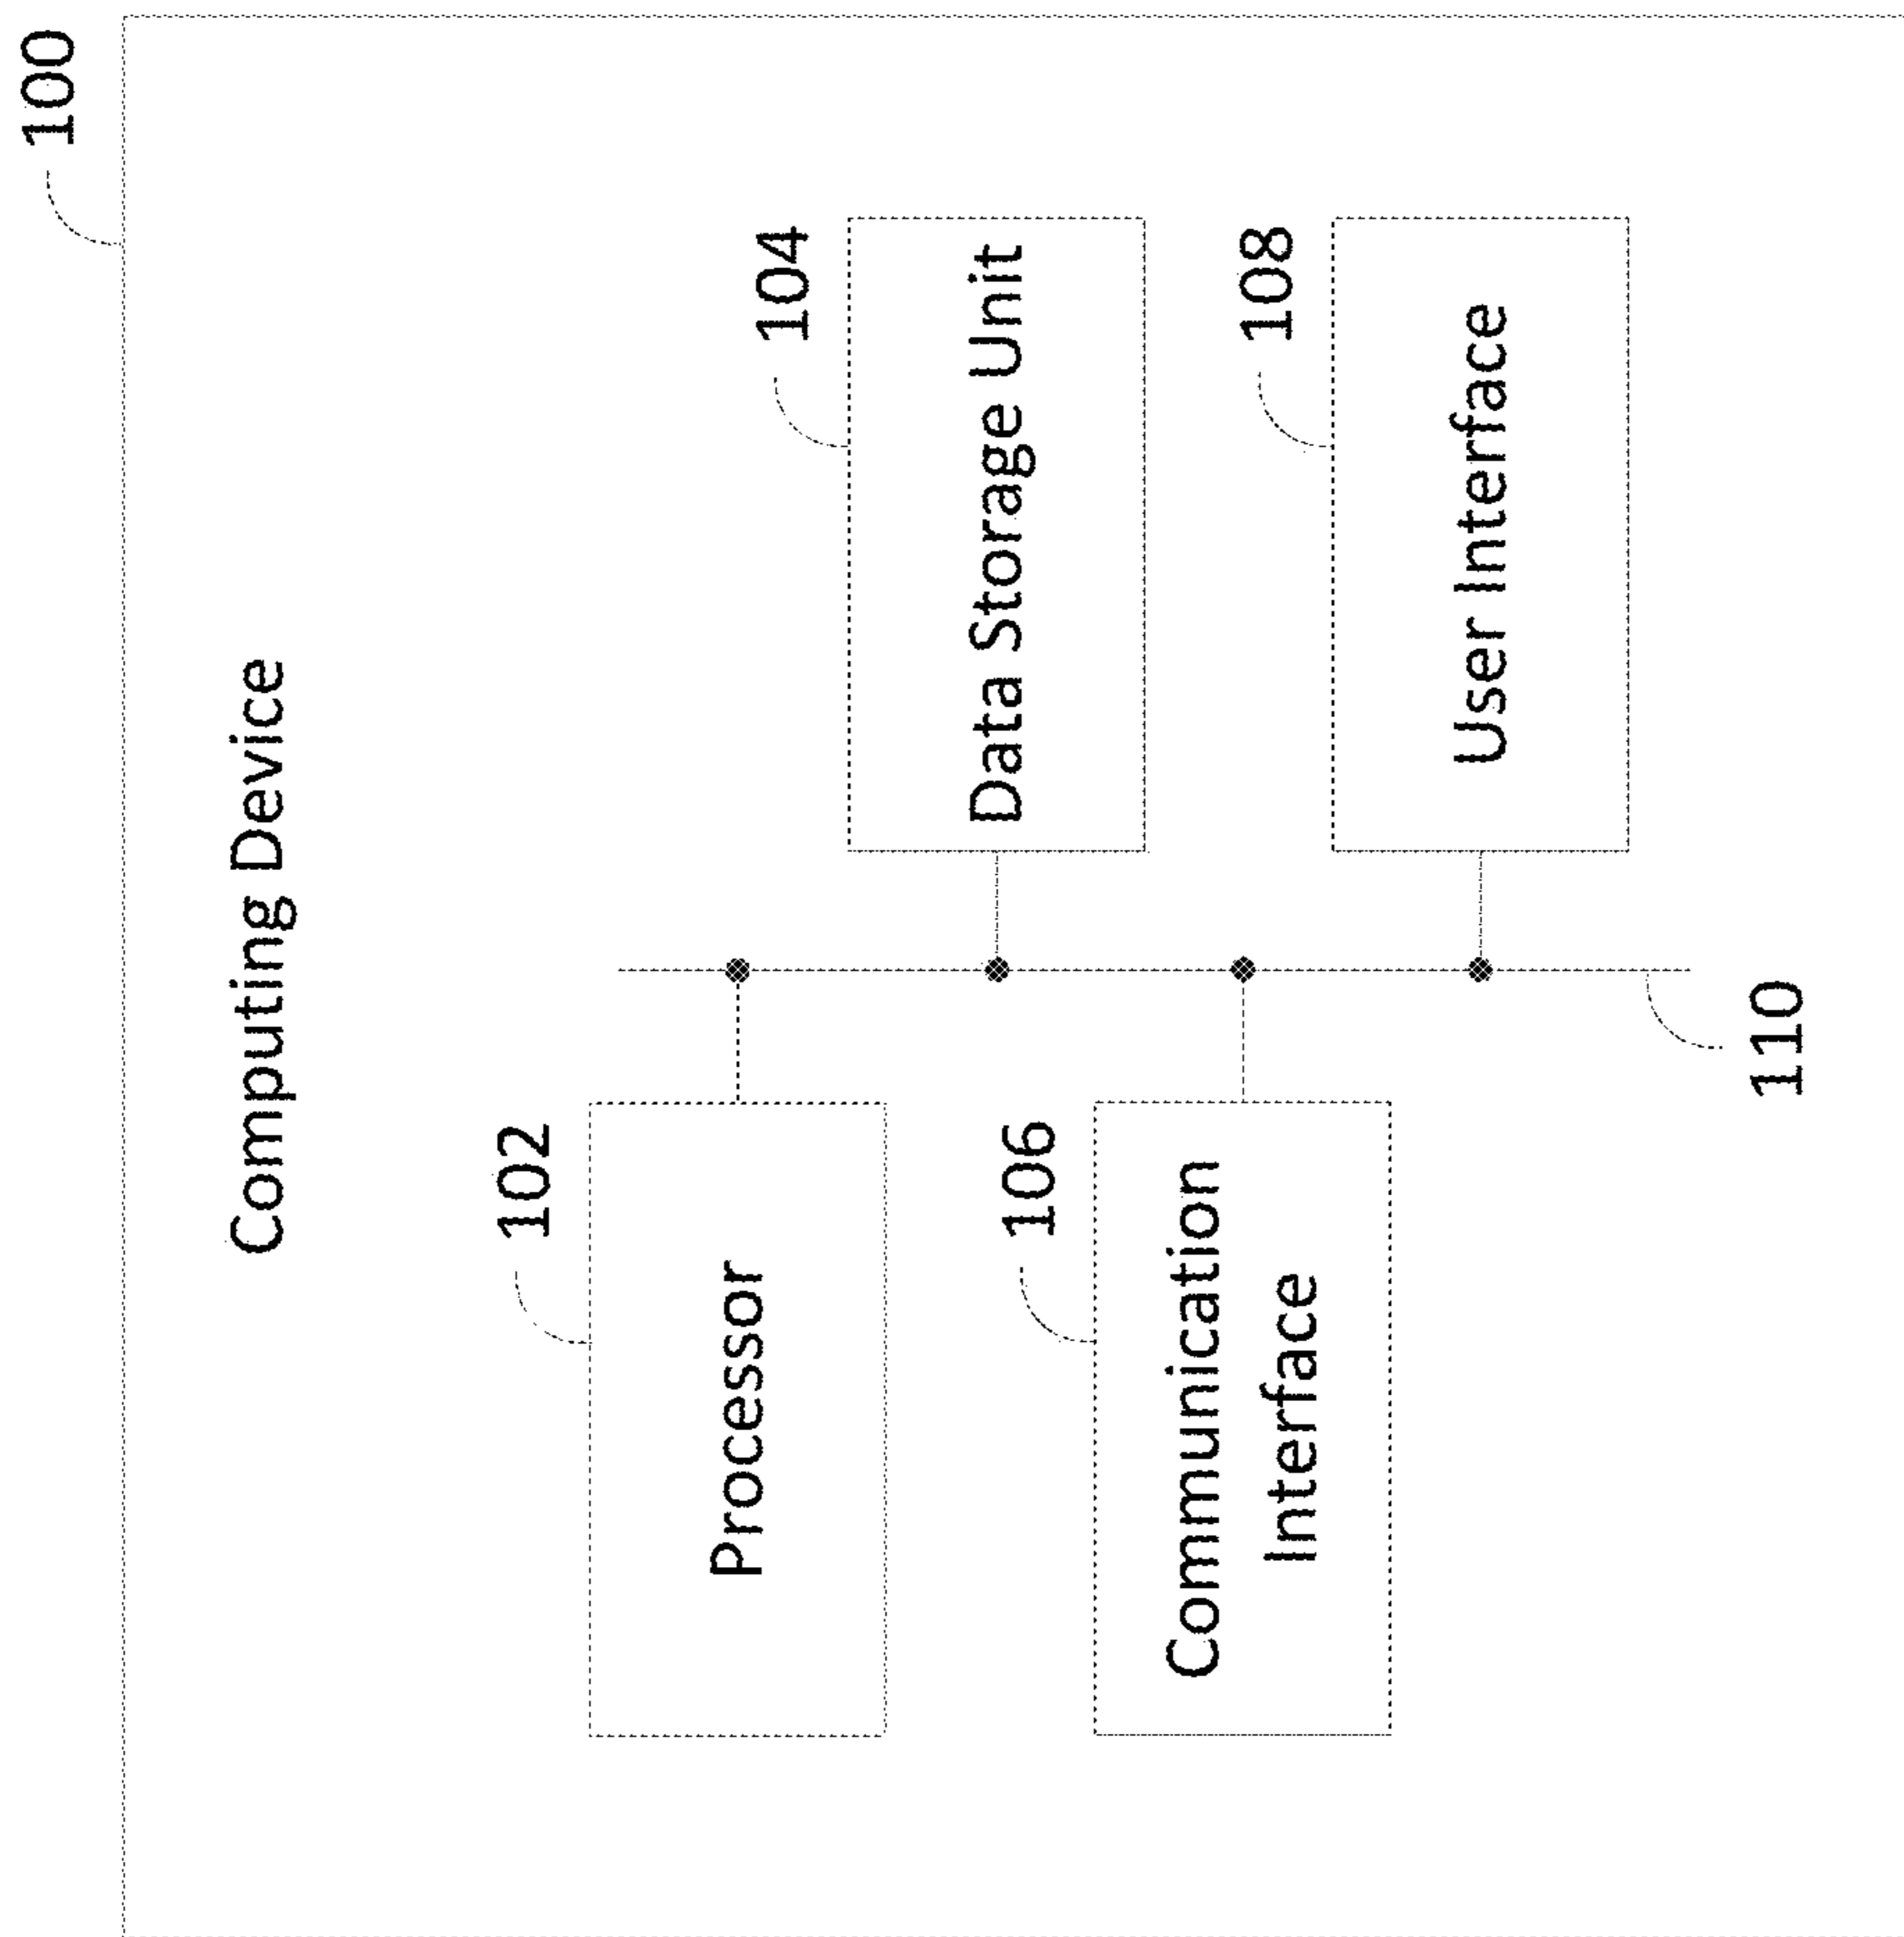 100
Computing Device
102
Processor
104
Data Storage Unit
106
Communication
Interface
108
User Interface
110